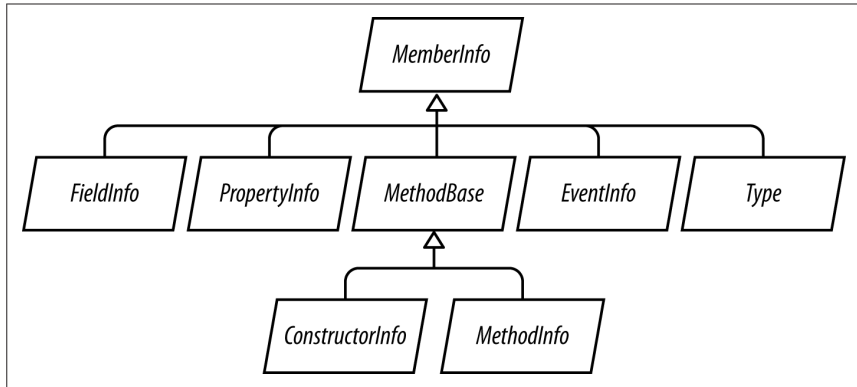 MemberInfo
FieldInfo PropertyInfo MethodBase EventInfo Type
ConstructorInfo MethodInfo